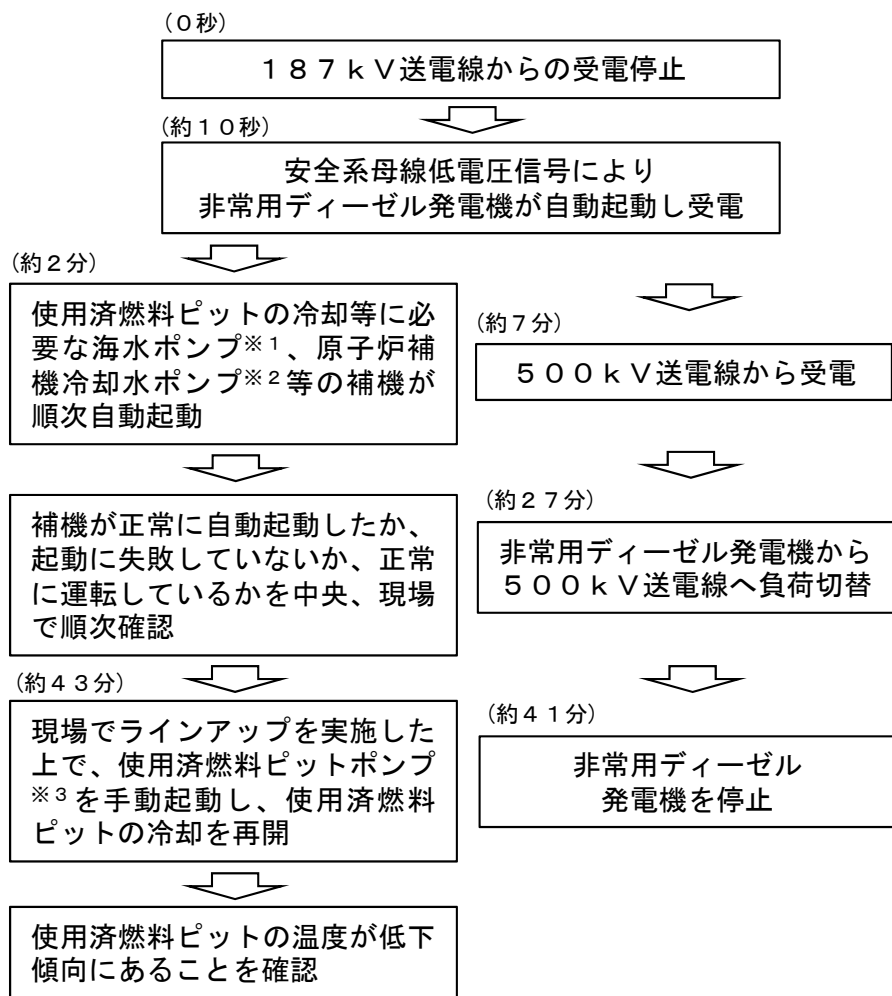 (０秒)
１８７ｋＶ送電線からの受電停止
(約１０秒)
安全系母線低電圧信号により
非常用ディーゼル発電機が自動起動し受電
(約２分)
使用済燃料ピットの冷却等に必
要な海水ポンプ※１、原子炉補
機冷却水ポンプ※２等の補機が
順次自動起動
(約７分)
５００ｋＶ送電線から受電
補機が正常に自動起動したか、
起動に失敗していないか、正常
に運転しているかを中央、現場
で順次確認
(約２７分)
非常用ディーゼル発電機から
５００ｋＶ送電線へ負荷切替
(約４３分)
現場でラインアップを実施した
上で、使用済燃料ピットポンプ
※３を手動起動し、使用済燃料
ピットの冷却を再開
(約４１分)
非常用ディーゼル
発電機を停止
使用済燃料ピットの温度が低下
傾向にあることを確認